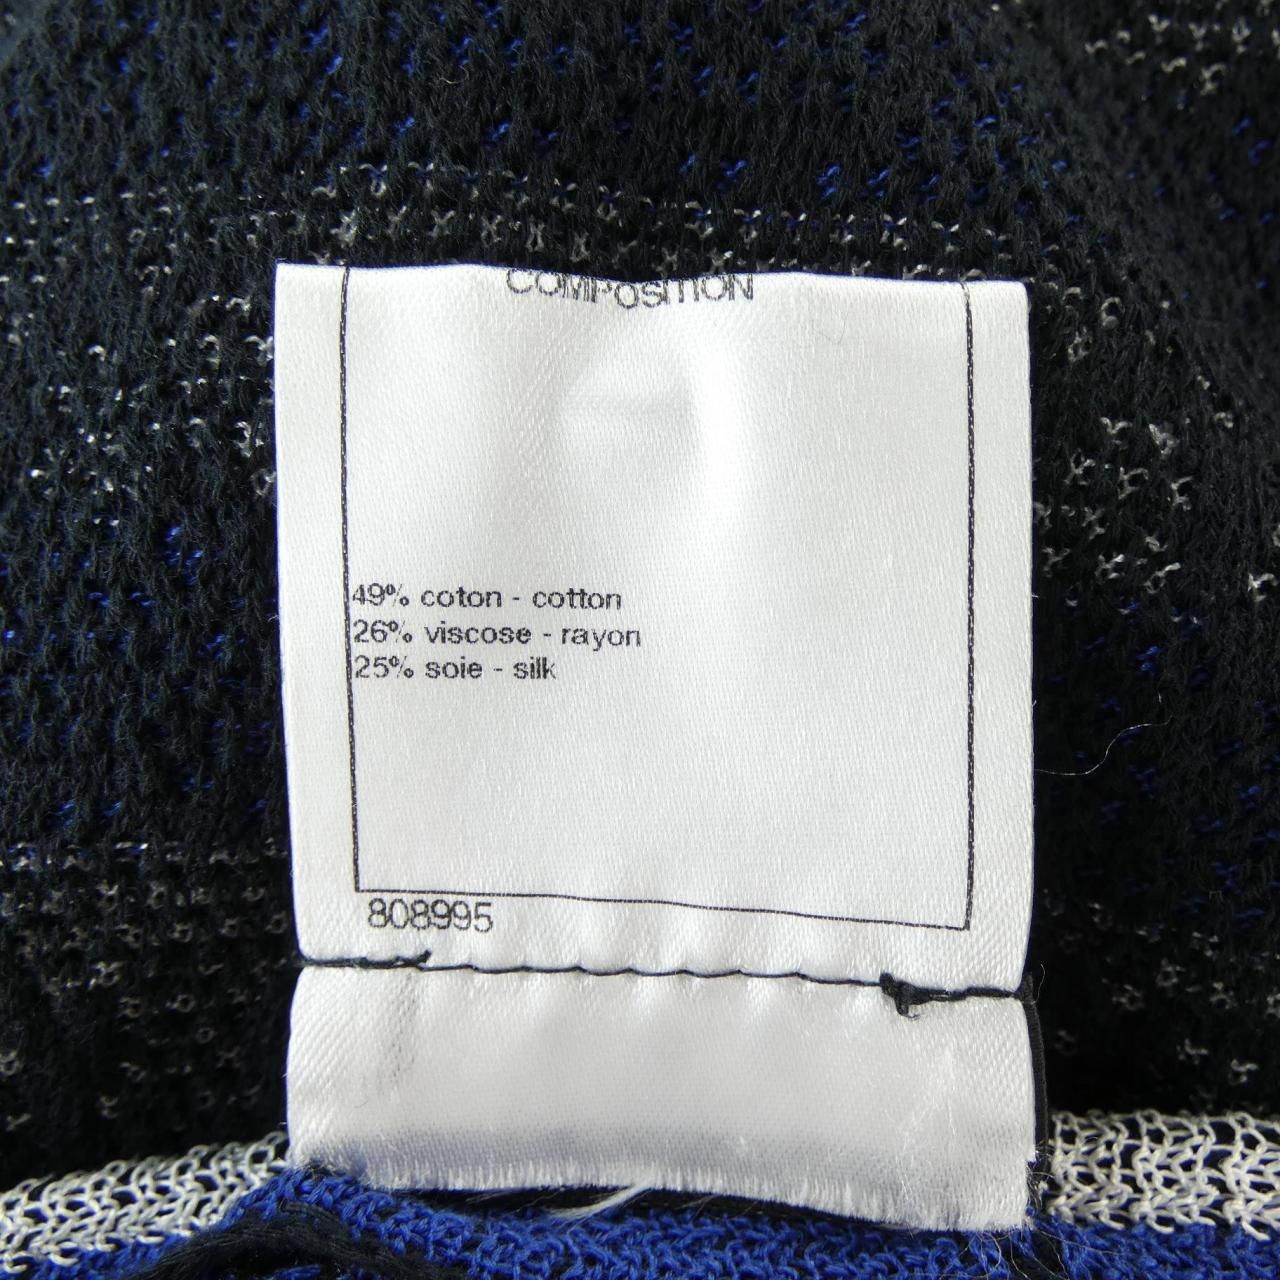 COMPOSITION
49% coton - cotton
26% viscose - rayon
25% soie - silk
808995